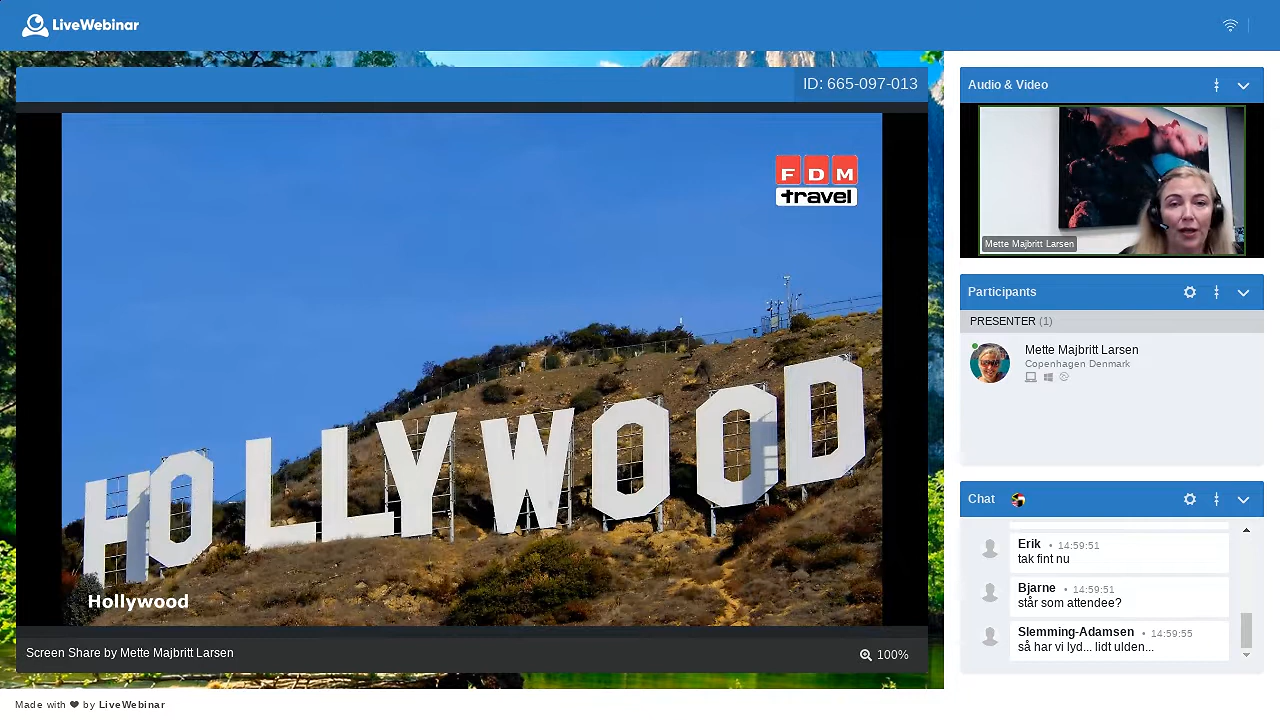 LiveWebinar
ID: 665-097-013
FDM
travel
HOLLYWOOD
Hollywood
Screen Share by Mette Majbritt Larsen
100%
Audio & Video
Mette Majbritt Larsen
Participants
PRESENTER (1)
Mette Majbritt Larsen
Copenhagen Denmark
Chat
Erik • 14:59:51
tak fint nu
Bjarne • 14:59:51
står som attendee?
Slemming-Adamsen • 14:59:55
så har vi lyd... lidt ulden...
Made with ❤ by LiveWebinar